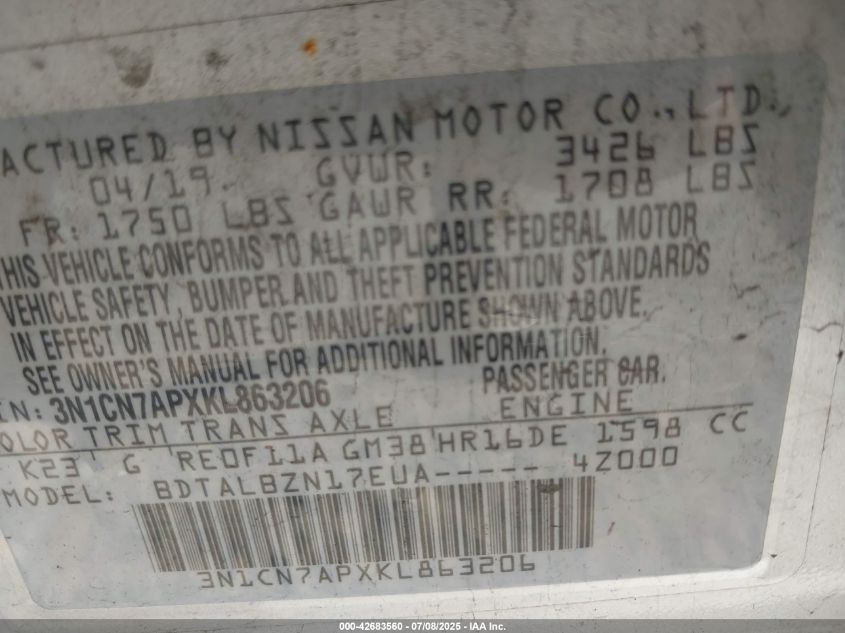 ACTURED BY NISSAN MOTOR CO., LTD.
04/19 GVWR: 3426 LBS
FR: 1750 LBS GAWR RR: 1708 LBS
THIS VEHICLE CONFORMS TO ALL APPLICABLE FEDERAL MOTOR
VEHICLE SAFETY, BUMPER, AND THEFT PREVENTION STANDARDS
IN EFFECT ON THE DATE OF MANUFACTURE SHOWN ABOVE.
SEE OWNER'S MANUAL FOR ADDITIONAL INFORMATION.
IN: 3N1CN7APXKL863206 PASSENGER CAR.
OLOR TRIM TRANS AXLE ENGINE
K23 G RE0F11A GM38 HR16DE 1598 CC
MODEL: BDTALBZN17EUA----- 4Z000
3N1CN7APXKL863206
000-42683560 - 07/08/2025 - IAA Inc.